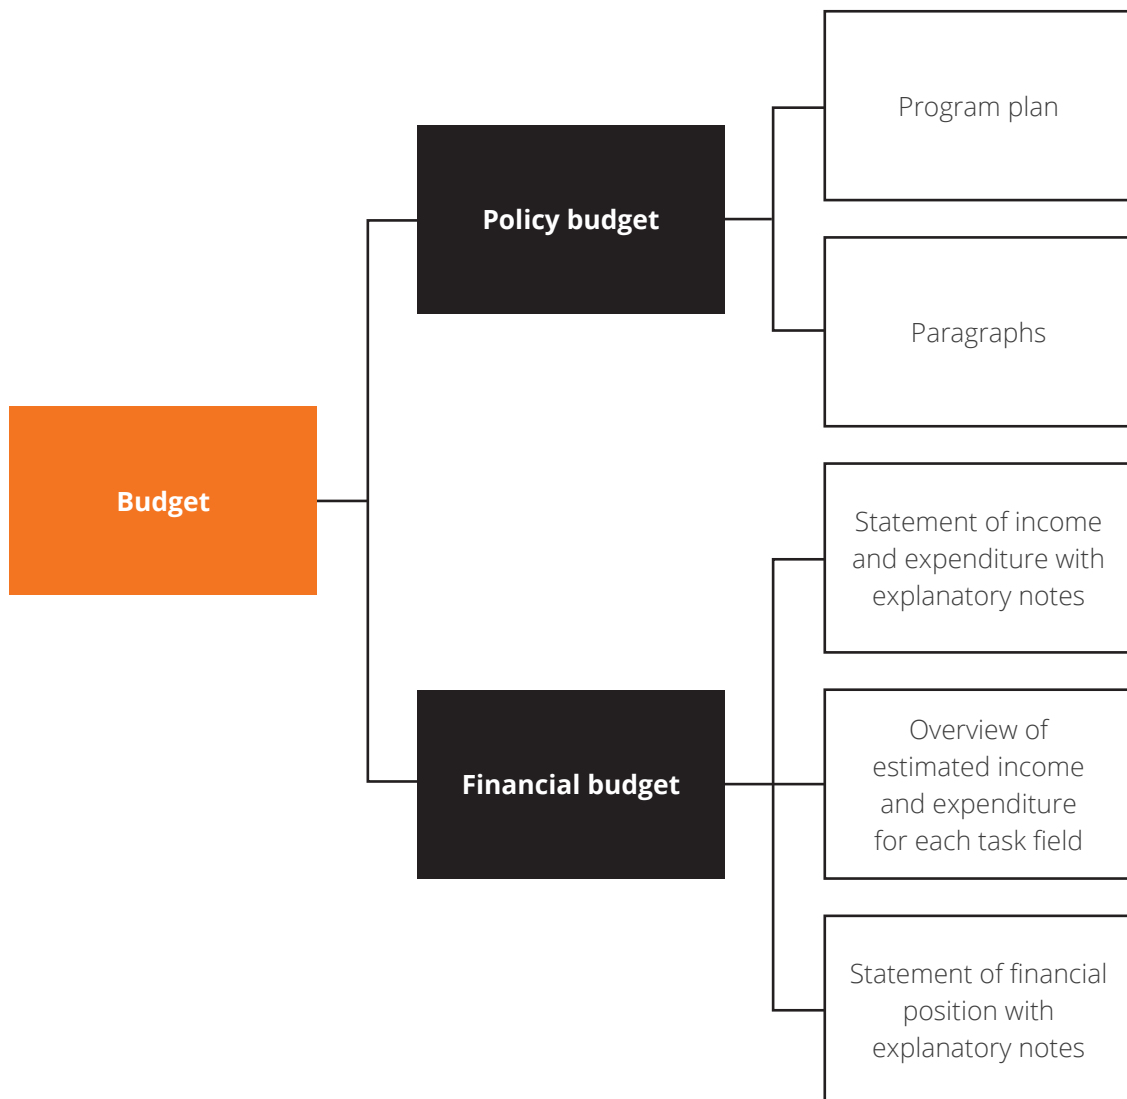 Budget
Policy budget
Program plan
Paragraphs
Financial budget
Statement of income
and expenditure with
explanatory notes
Overview of
estimated income
and expenditure
for each task field
Statement of financial
position with
explanatory notes